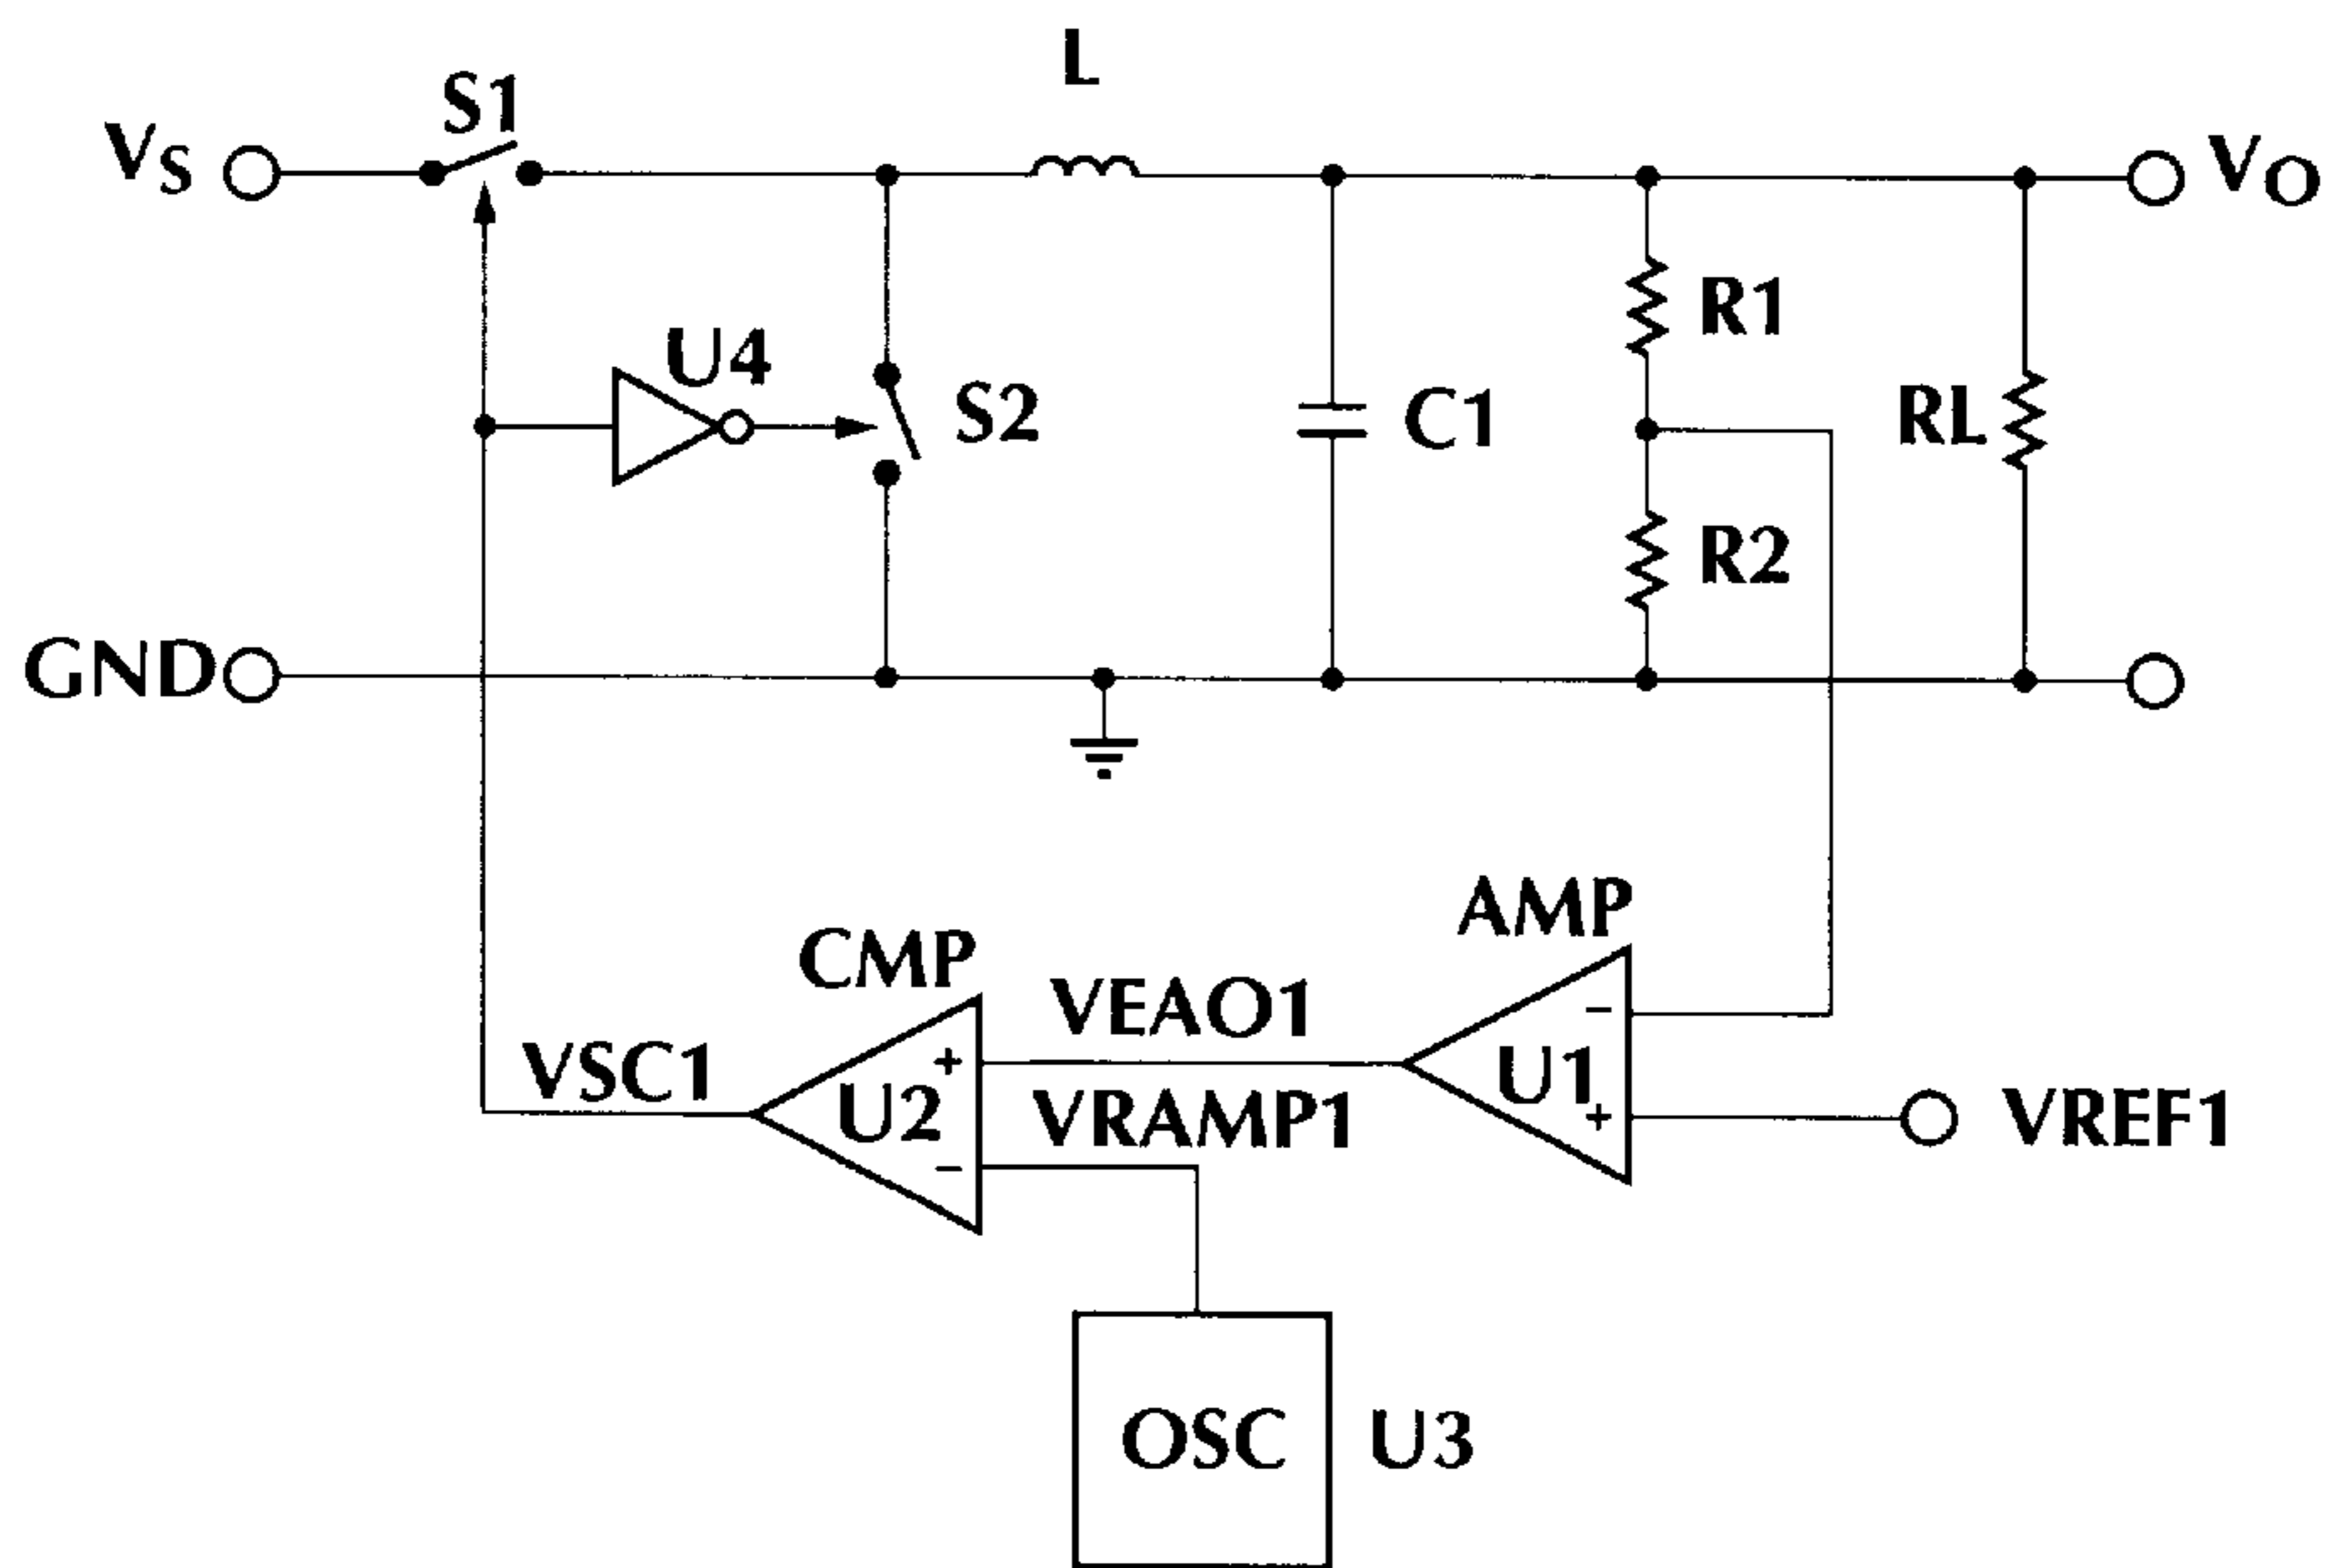 L
S1
VS
VO
R1
U4
S2
C1
RL
R2
GND
AMP
CMP
VEAO1
−
VSC1
+
U2
U1
VRAMP1
+
VREF1
−
OSC
U3